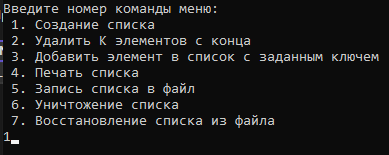 Введите номер команды меню:
1. Создание списка
2. Удалить К элементов с конца
3. Добавить элемент в список с заданным ключем
4. Печать списка
5. Запись списка в файл
6. Уничтожение списка
7. Восстановление списка из файла
1